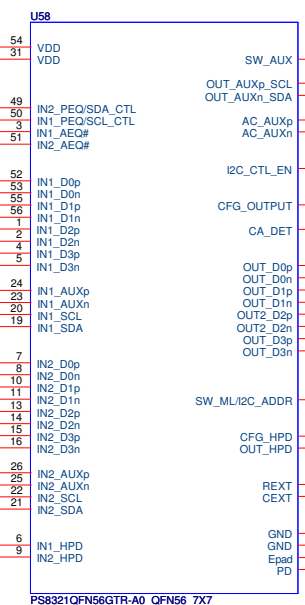 U58
54 VDD
31 VDD
SW_AUX
OUT_AUXp_SCL
OUT_AUXn_SDA
49 IN2_PEQ/SDA_CTL
50 IN1_PEQ/SCL_CTL
3 IN1_AEQ#
51 IN2_AEQ#
AC_AUXp
AC_AUXn
I2C_CTL_EN
52 IN1_D0p
53 IN1_D0n
55 IN1_D1p
56 IN1_D1n
1 IN1_D2p
2 IN1_D2n
4 IN1_D3p
5 IN1_D3n
CFG_OUTPUT
CA_DET
24 IN1_AUXp
23 IN1_AUXn
20 IN1_SCL
19 IN1_SDA
OUT_D0p
OUT_D0n
OUT_D1p
OUT_D1n
OUT2_D2p
OUT2_D2n
OUT_D3p
OUT_D3n
7 IN2_D0p
8 IN2_D0n
10 IN2_D1p
11 IN2_D1n
13 IN2_D2p
14 IN2_D2n
15 IN2_D3p
16 IN2_D3n
SW_ML/I2C_ADDR
CFG_HPD
OUT_HPD
26 IN2_AUXp
25 IN2_AUXn
22 IN2_SCL
21 IN2_SDA
REXT
CEXT
6 IN1_HPD
9 IN2_HPD
GND
GND
Epad
PD
PS8321QFN56GTR-A0_QFN56_7X7